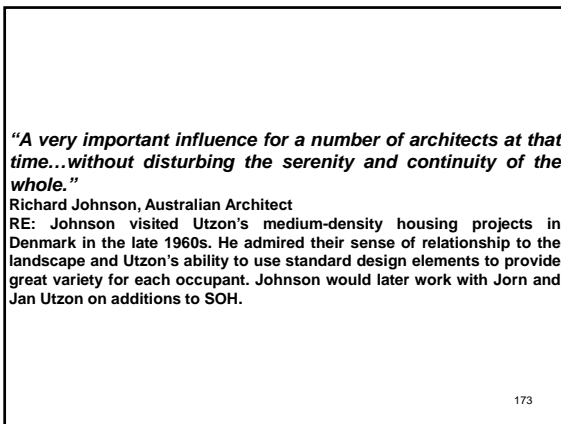 “A very important influence for a number of architects at that
time…without disturbing the serenity and continuity of the
whole.”
Richard Johnson, Australian Architect
RE: Johnson visited Utzon’s medium-density housing projects in
Denmark in the late 1960s. He admired their sense of relationship to the
landscape and Utzon’s ability to use standard design elements to provide
great variety for each occupant. Johnson would later work with Jorn and
Jan Utzon on additions to SOH.
173